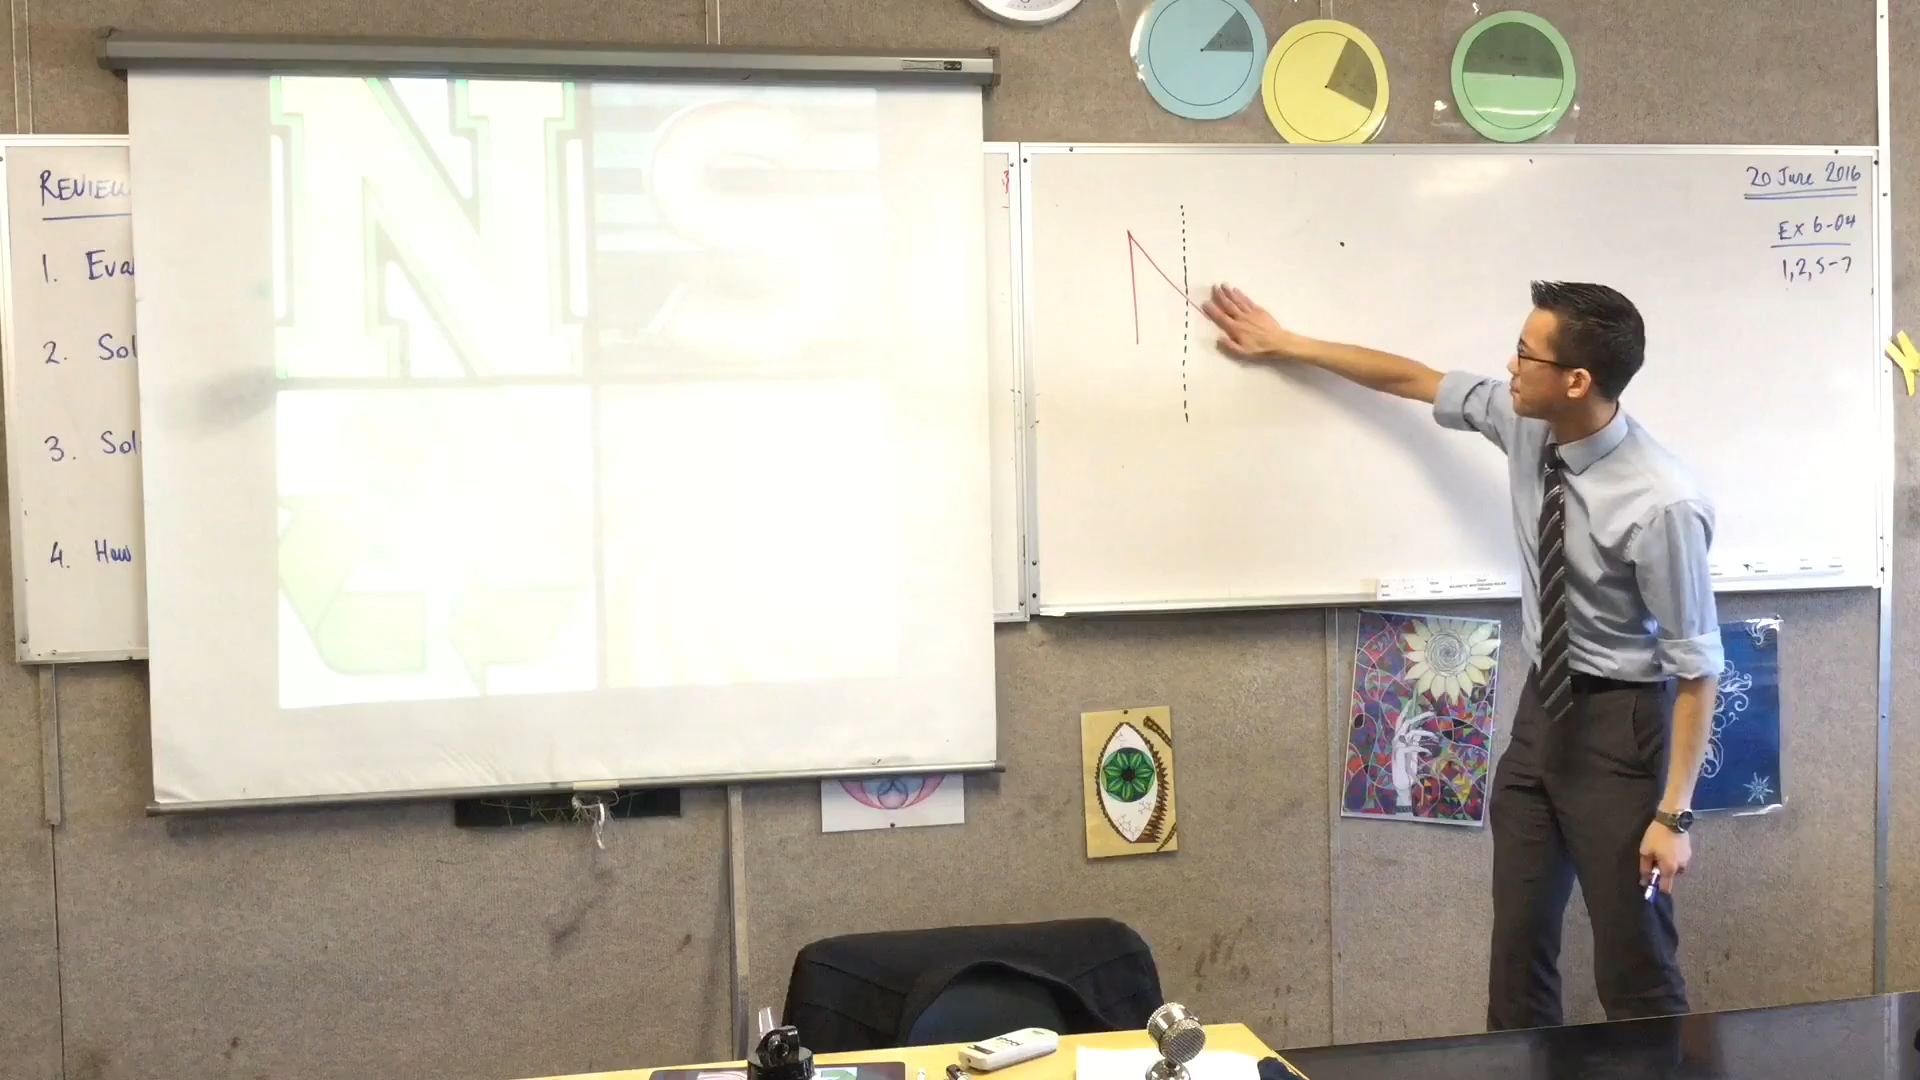 REVIEW
1. Eva
2. Sol
3. Sol
4. How
N S
N
20 June 2016
Ex 6-04
1, 2, 5-7